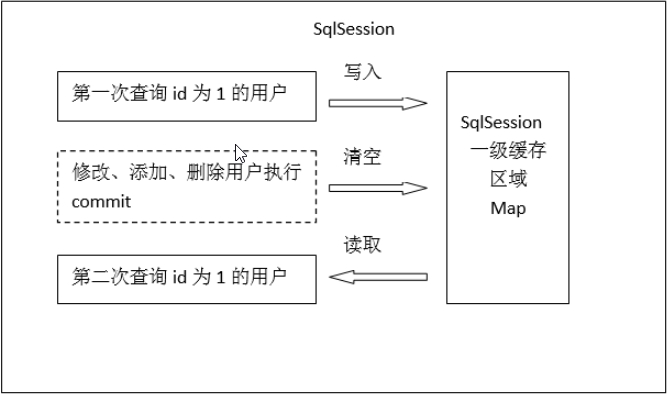 SqlSession
第一次查询 id 为 1 的用户
写入
修改、添加、删除用户执行
commit
清空
第二次查询 id 为 1 的用户
读取
SqlSession
一级缓存
区域
Map